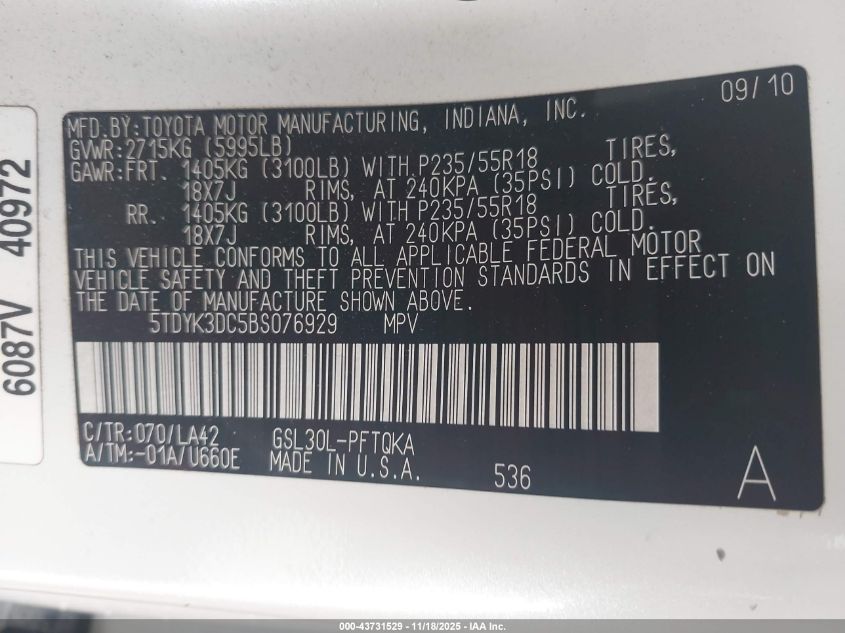 09/10
MFD.BY:TOYOTA MOTOR MANUFACTURING, INDIANA, INC.
GVWR:2715KG (5995LB)
GAWR:FRT. 1405KG (3100LB) WITH P235/55R18 TIRES,
18X7J RIMS, AT 240KPA (35PSI) COLD.
RR. 1405KG (3100LB) WITH P235/55R18 TIRES,
18X7J RIMS, AT 240KPA (35PSI) COLD.
THIS VEHICLE CONFORMS TO ALL APPLICABLE FEDERAL MOTOR
VEHICLE SAFETY AND THEFT PREVENTION STANDARDS IN EFFECT ON
THE DATE OF MANUFACTURE SHOWN ABOVE.
5TDYK3DC5BS076929 MPV
C/TR:070/LA42 GSL30L-PFTQKA
A/TM:-01A/U660E MADE IN U.S.A. 536 A
6087V 40972
000-43731529 - 11/18/2025 - IAA Inc.